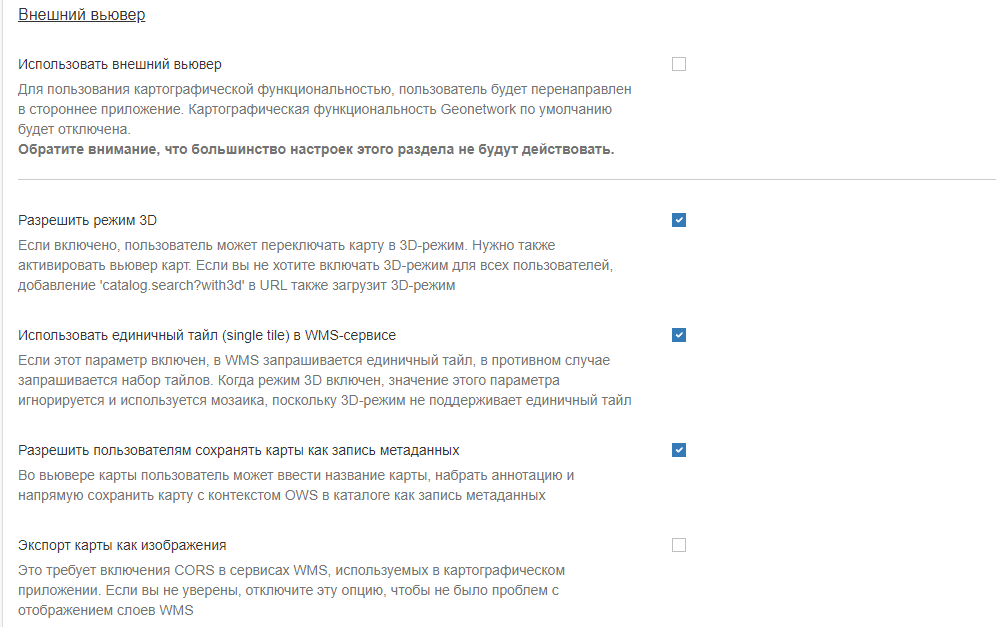 Внешний вьювер
Использовать внешний вьювер
Для пользования картографической функциональностью, пользователь будет перенаправлен
в стороннее приложение. Картографическая функциональность Geonetwork по умолчанию
будет отключена.
Обратите внимание, что большинство настроек этого раздела не будут действовать.
Разрешить режим 3D
Если включено, пользователь может переключать карту в 3D-режим. Нужно также
активировать вьювер карт. Если вы не хотите включать 3D-режим для всех пользователей,
добавление 'catalog.search?with3d' в URL также загрузит 3D-режим
Использовать единичный тайл (single tile) в WMS-сервисе
Если этот параметр включен, в WMS запрашивается единичный тайл, в противном случае
запрашивается набор тайлов. Когда режим 3D включен, значение этого параметра
игнорируется и используется мозаика, поскольку 3D-режим не поддерживает единичный тайл
Разрешить пользователям сохранять карты как запись метаданных
Во вьювере карты пользователь может ввести название карты, набрать аннотацию и
напрямую сохранить карту с контекстом OWS в каталоге как запись метаданных
Экспорт карты как изображения
Это требует включения CORS в сервисах WMS, используемых в картографическом
приложении. Если вы не уверены, отключите эту опцию, чтобы не было проблем с
отображением слоев WMS